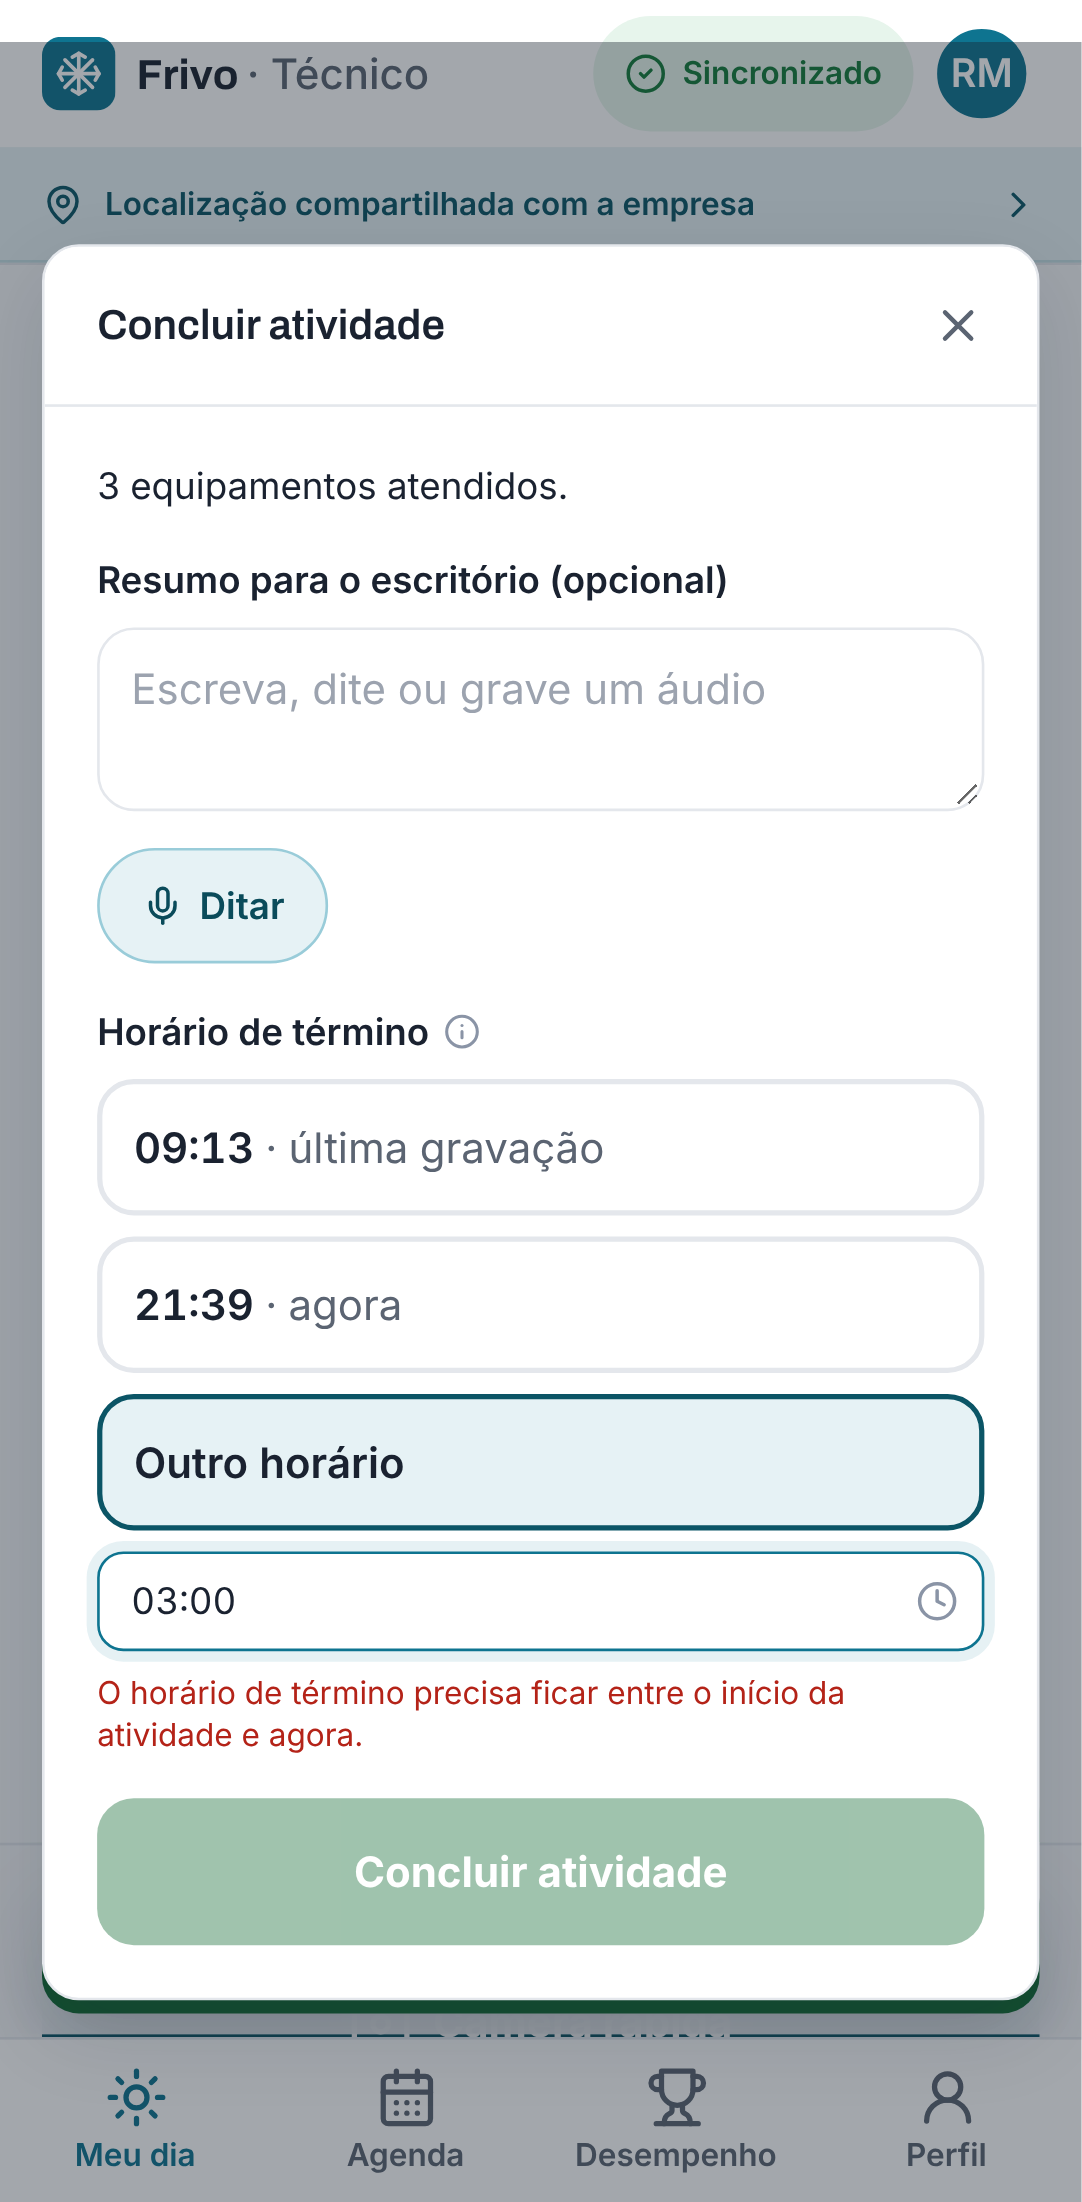 Frivo · Técnico
Sincronizado
RM
Localização compartilhada com a empresa
Concluir atividade
3 equipamentos atendidos.
Resumo para o escritório (opcional)
Escreva, dite ou grave um áudio
Ditar
Horário de término
09:13 · última gravação
21:39 · agora
Outro horário
03:00
O horário de término precisa ficar entre o início da
atividade e agora.
Concluir atividade
Meu dia
Agenda
Desempenho
Perfil